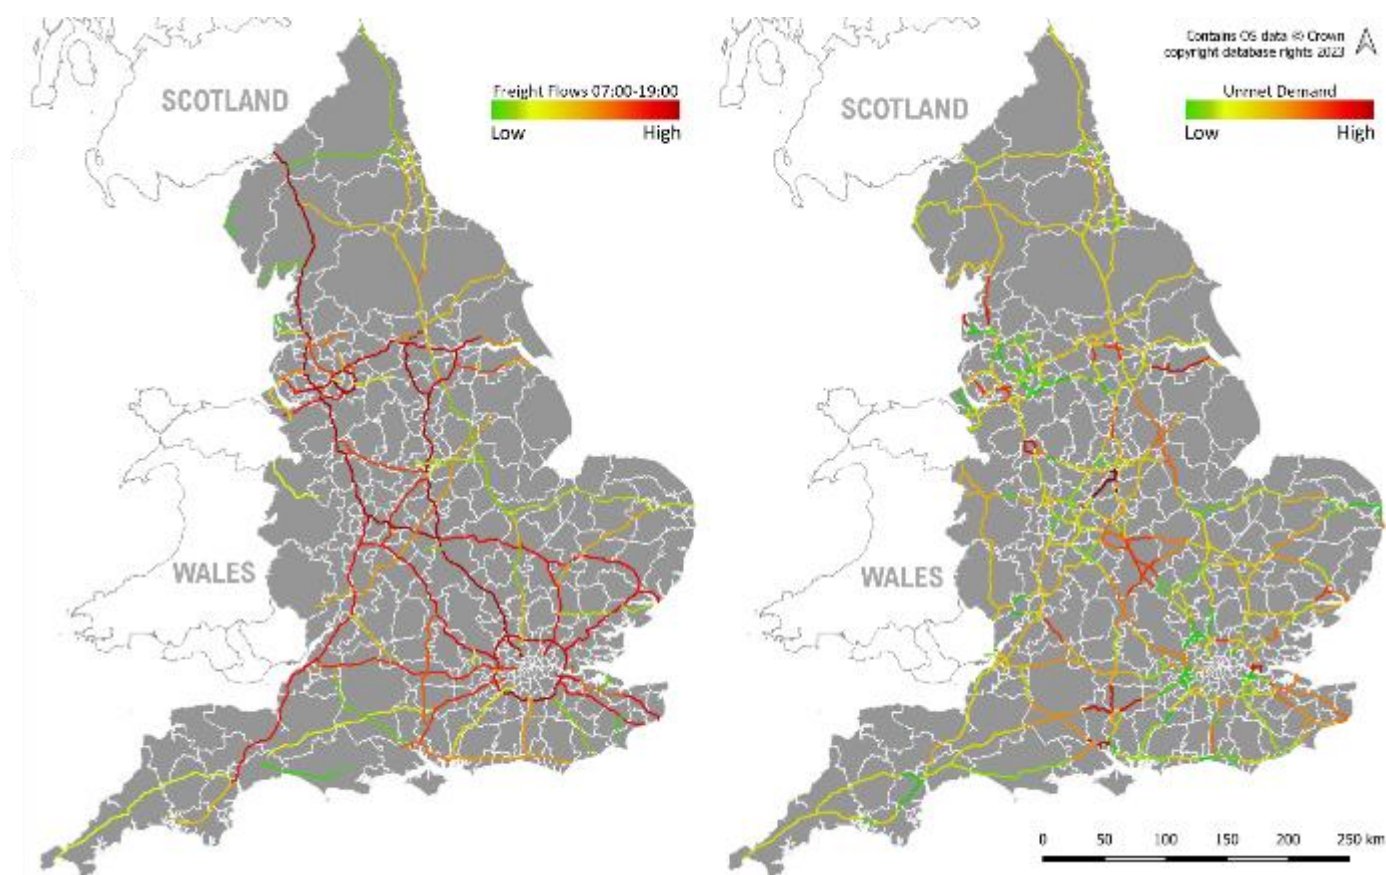 SCOTLAND
Freight Flows 07:00-19:00
Low High
WALES
Contains OS data © Crown
copyright database rights 2023
SCOTLAND
Unmet Demand
Low High
WALES
0 50 100 150 200 250 km